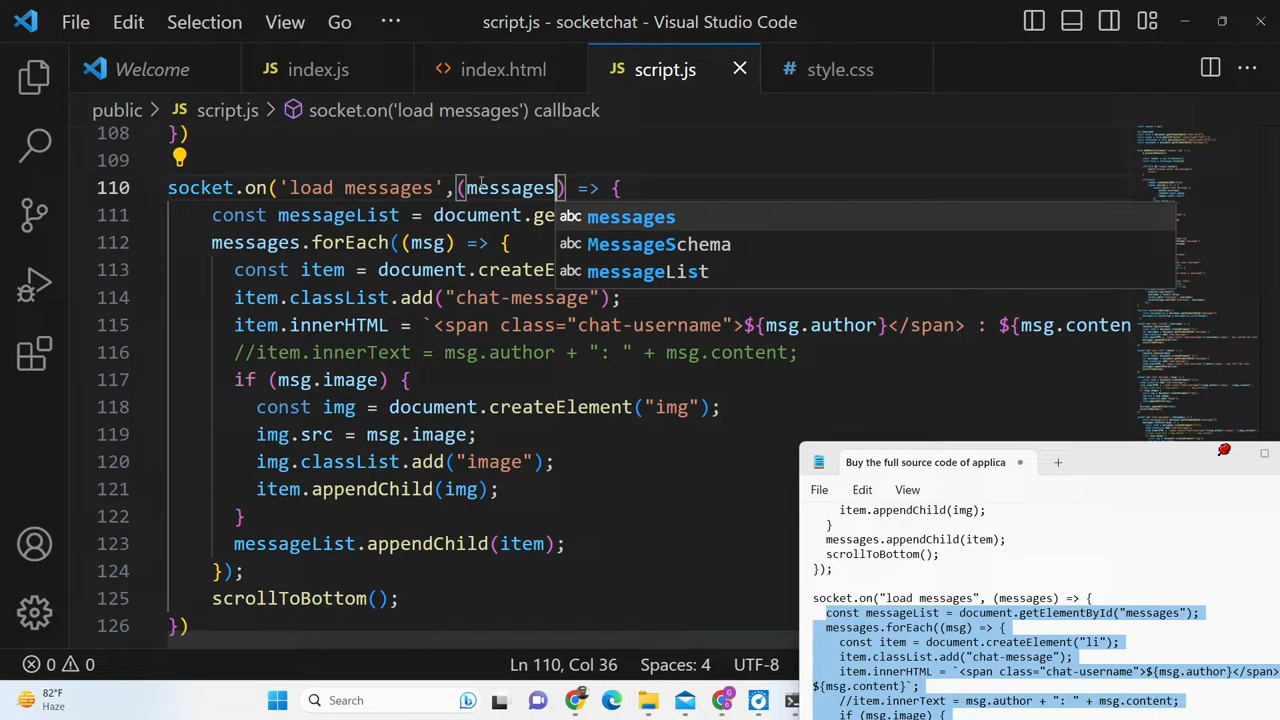 File Edit Selection View Go ··· script.js - socketchat - Visual Studio Code
Welcome JS index.js <> index.html JS script.js # style.css ···
public > JS script.js > socket.on('load messages') callback
108 })
109
110 socket.on('load messages',(messages) => {
abc messages
111 const messageList = document.ge
abc MessageSchema
112 messages.forEach((msg) => {
abc messageList
113 const item = document.createE
114 item.classList.add("chat-message");
115 item.innerHTML = `<span class="chat-username">${msg.author}</span> : ${msg.conten
116 //item.innerText = msg.author + ": " + msg.content;
117 if (msg.image) {
118 const img = document.createElement("img");
119 img.src = msg.image;
120 img.classList.add("image");
121 item.appendChild(img);
122 }
123 messageList.appendChild(item);
124 });
125 scrollToBottom();
126 })
Buy the full source code of applica
File Edit View
item.appendChild(img);
}
messages.appendChild(item);
scrollToBottom();
});
socket.on("load messages", (messages) => {
const messageList = document.getElementById("messages");
messages.forEach((msg) => {
const item = document.createElement("li");
item.classList.add("chat-message");
item.innerHTML = `<span class="chat-username">${msg.author}</span>
${msg.content}`;
//item.innerText = msg.author + ": " + msg.content;
if (msg.image) {
0 0 Ln 110, Col 36 Spaces: 4 UTF-8
82°F
Haze
Search